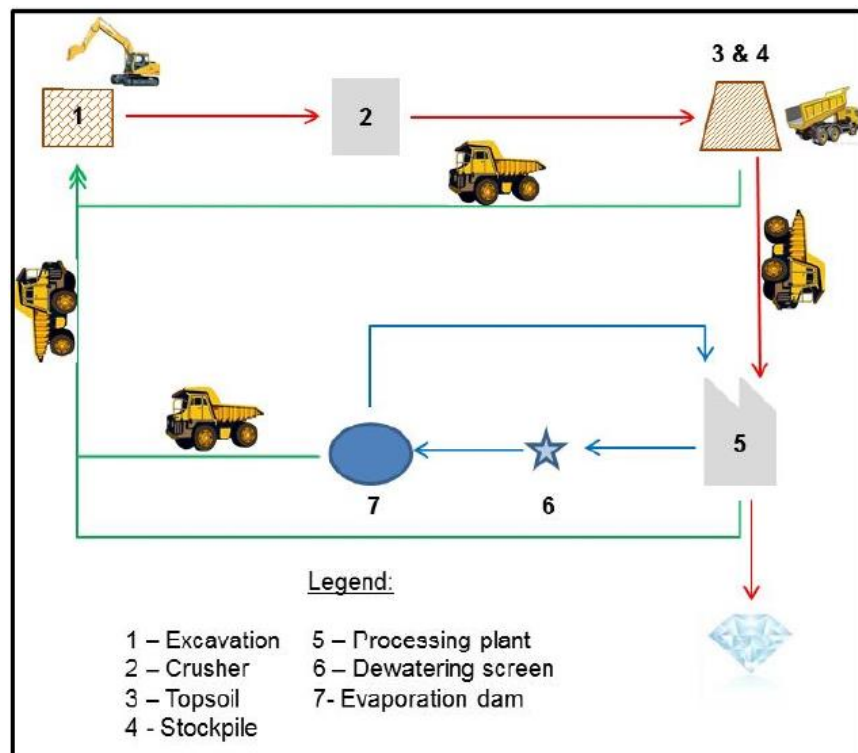 3 & 4
1
2
5
7
6
Legend:
1 – Excavation
2 – Crusher
3 – Topsoil
4 - Stockpile
5 – Processing plant
6 – Dewatering screen
7- Evaporation dam